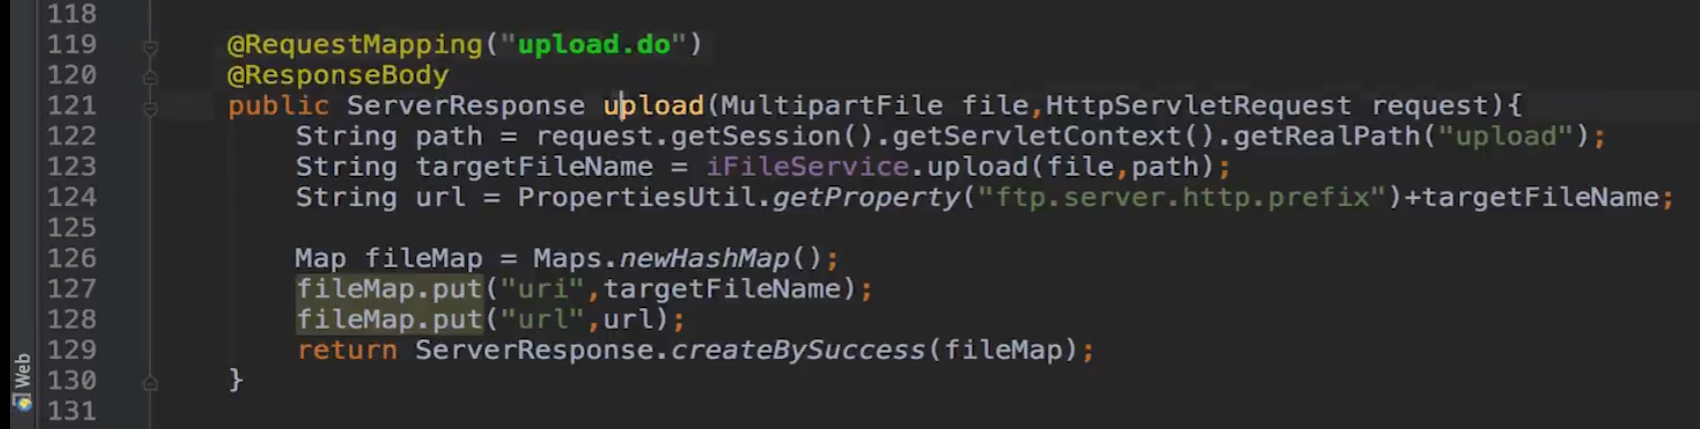 118
119 @RequestMapping("upload.do")
120 @ResponseBody
121 public ServerResponse upload(MultipartFile file,HttpServletRequest request){
122 String path = request.getSession().getServletContext().getRealPath("upload");
123 String targetFileName = iFileService.upload(file,path);
124 String url = PropertiesUtil.getProperty("ftp.server.http.prefix")+targetFileName;
125
126 Map fileMap = Maps.newHashMap();
127 fileMap.put("uri",targetFileName);
128 fileMap.put("url",url);
129 return ServerResponse.createBySuccess(fileMap);
130 }
131
Web